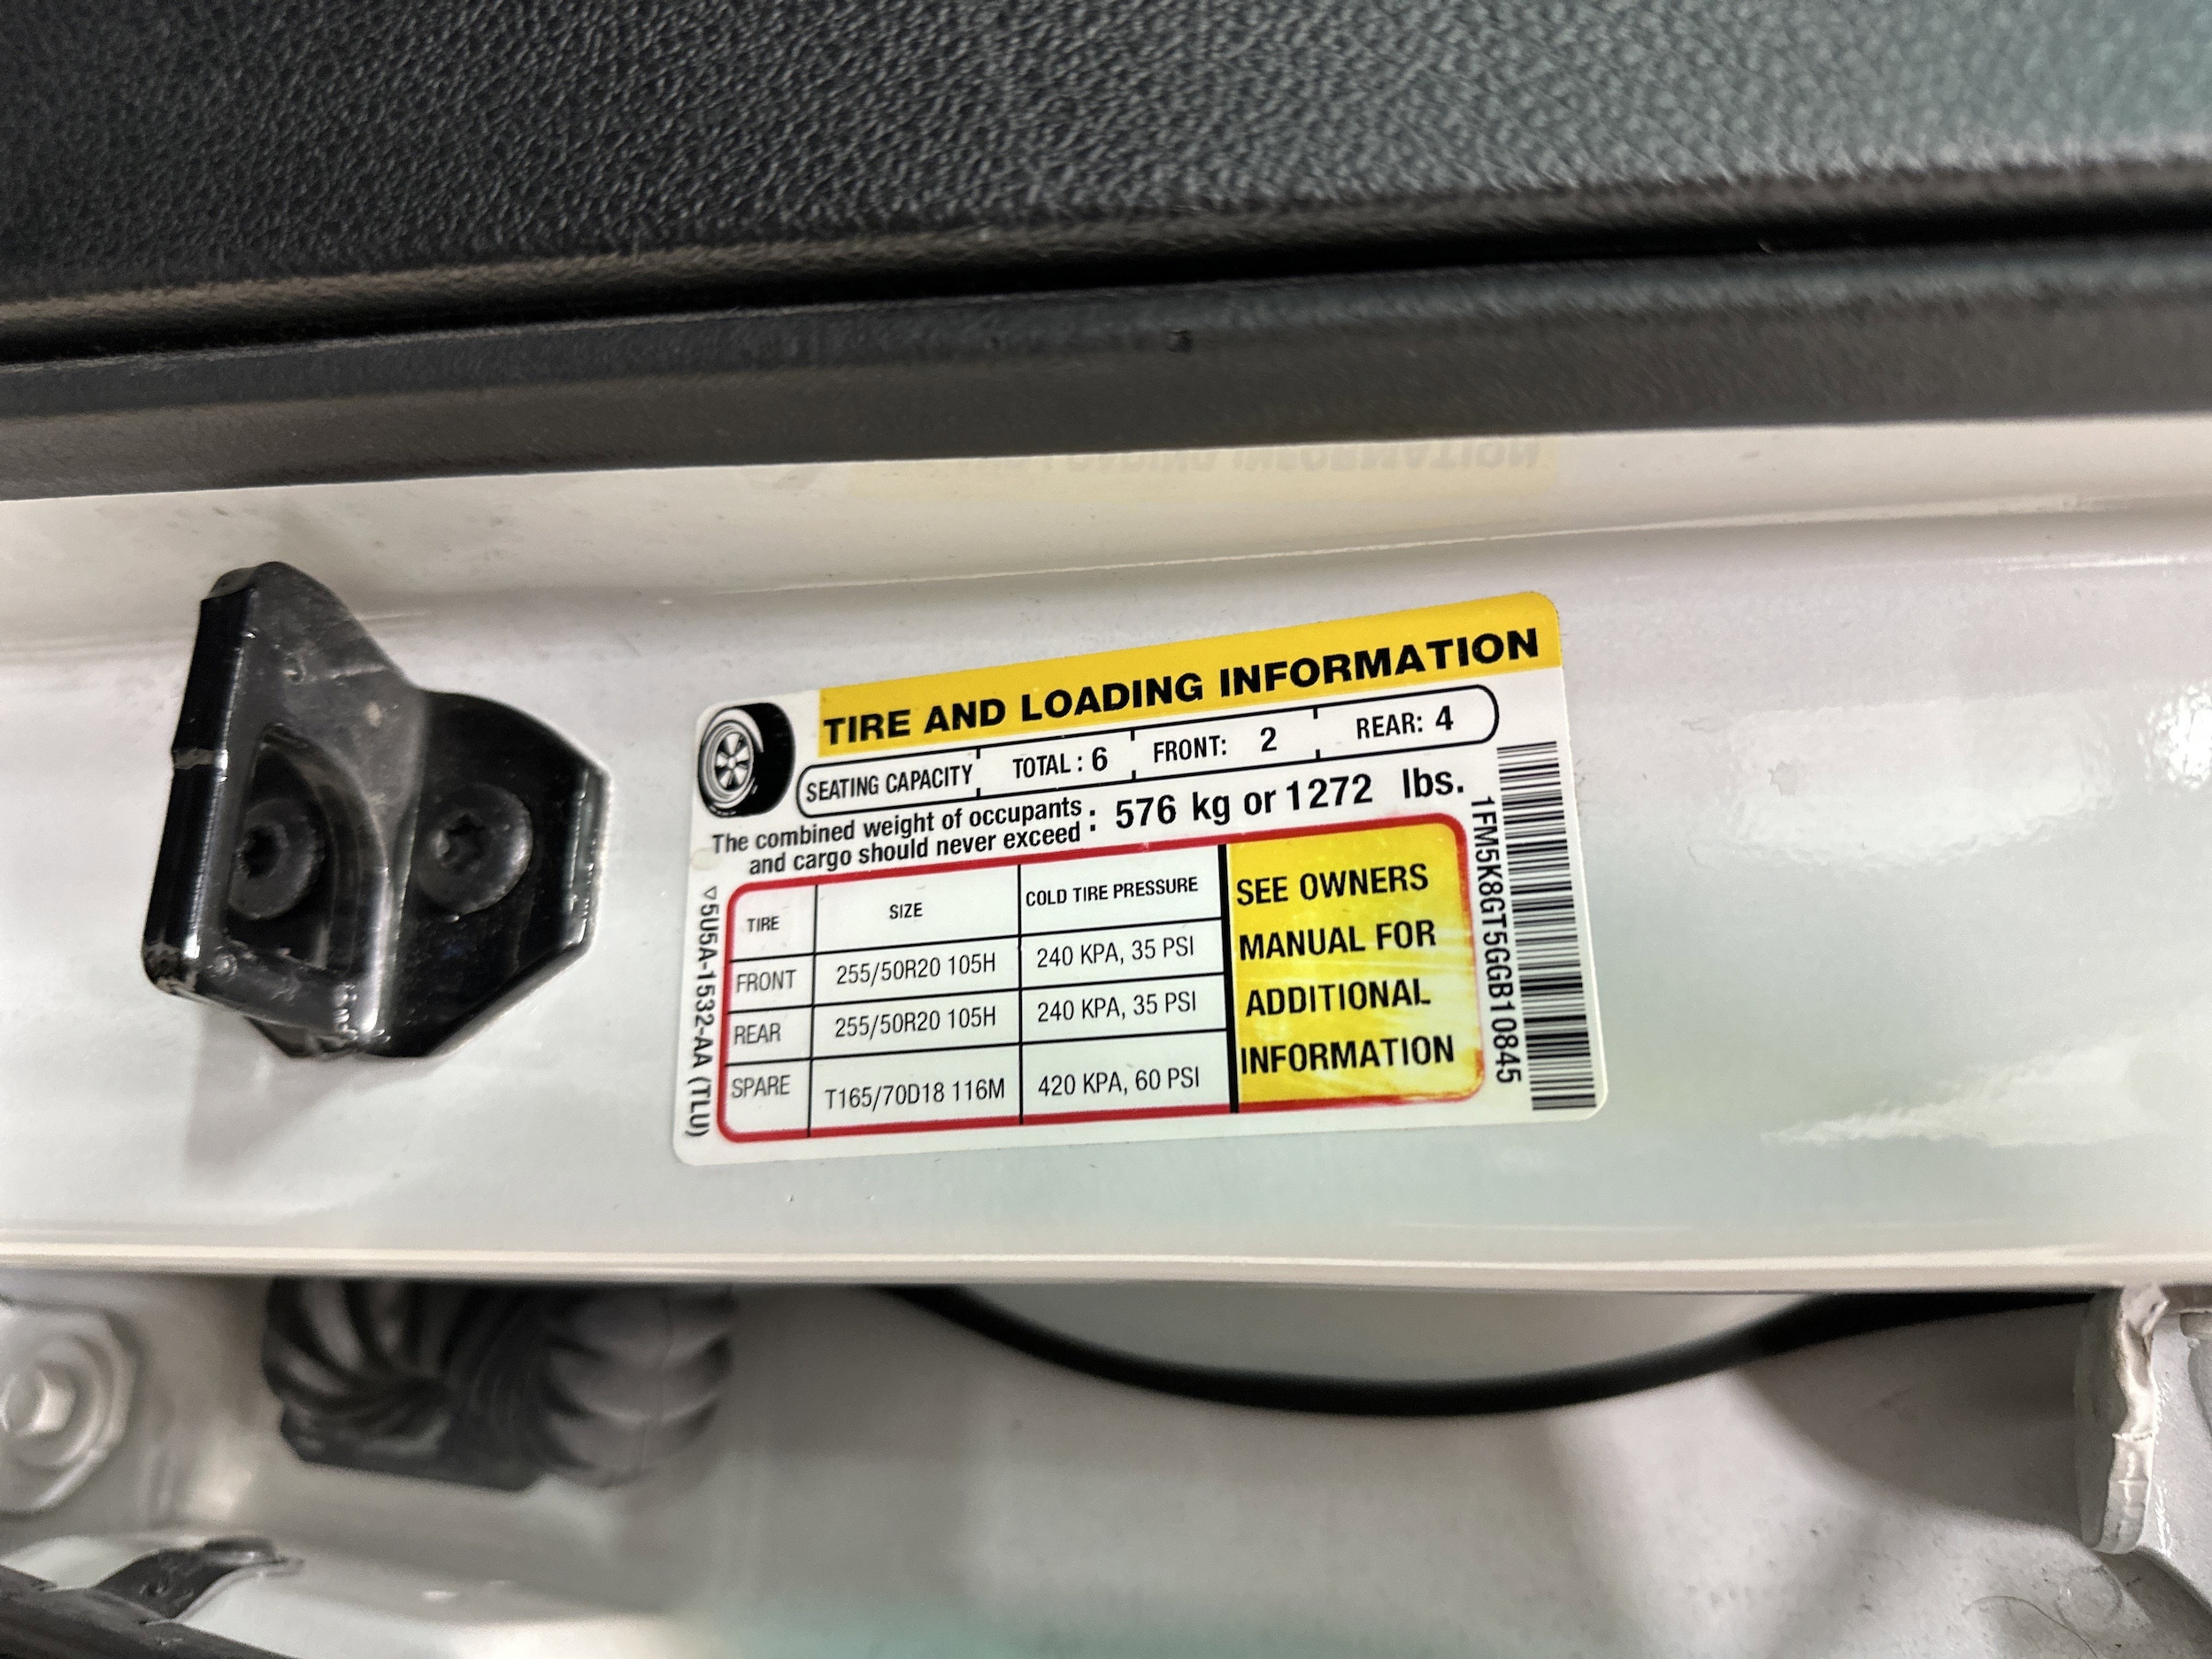 TIRE AND LOADING INFORMATION
SEATING CAPACITY TOTAL : 6 FRONT: 2 REAR: 4
The combined weight of occupants
and cargo should never exceed : 576 kg or 1272 lbs.
TIRE SIZE COLD TIRE PRESSURE
FRONT 255/50R20 105H 240 KPA, 35 PSI
REAR 255/50R20 105H 240 KPA, 35 PSI
SPARE T165/70D18 116M 420 KPA, 60 PSI
SEE OWNERS
MANUAL FOR
ADDITIONAL
INFORMATION
5U5A-1532-AA (TLU)
1FM5K8GT5GGB10845